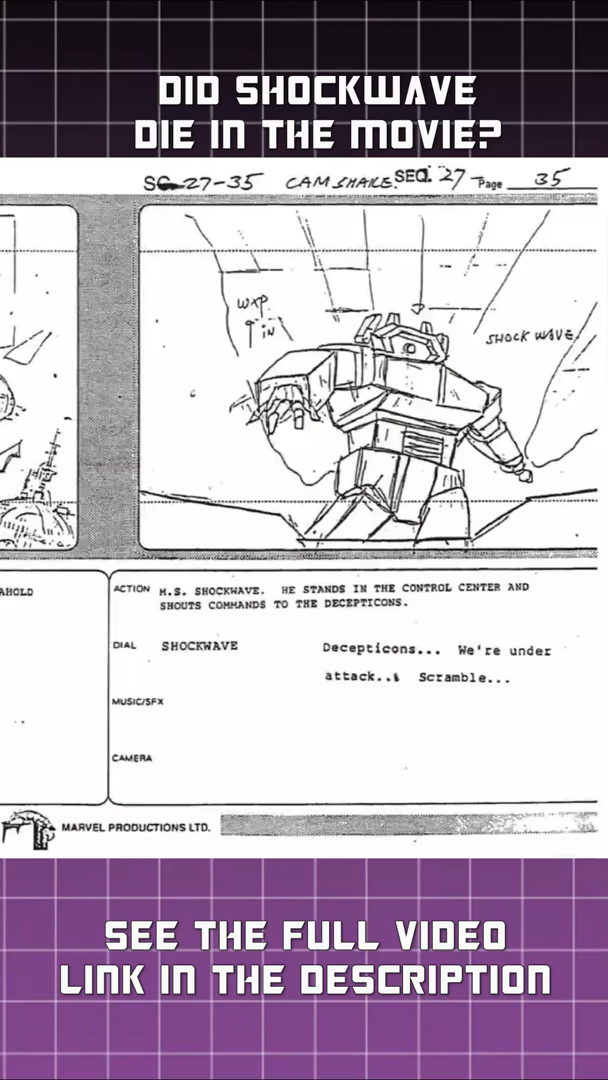 DID SHOCKWAVE
DIE IN THE MOVIE?
SC-27-35 CAM SHAKE. SEQ. 27 Page 35
WXP
IN
SHOCK WAVE
AHOLD
ACTION M.S. SHOCKWAVE. HE STANDS IN THE CONTROL CENTER AND
SHOUTS COMMANDS TO THE DECEPTICONS.
DIAL SHOCKWAVE Decepticons... We're under
attack... Scramble...
MUSIC/SFX
CAMERA
MARVEL PRODUCTIONS LTD.
SEE THE FULL VIDEO
LINK IN THE DESCRIPTION